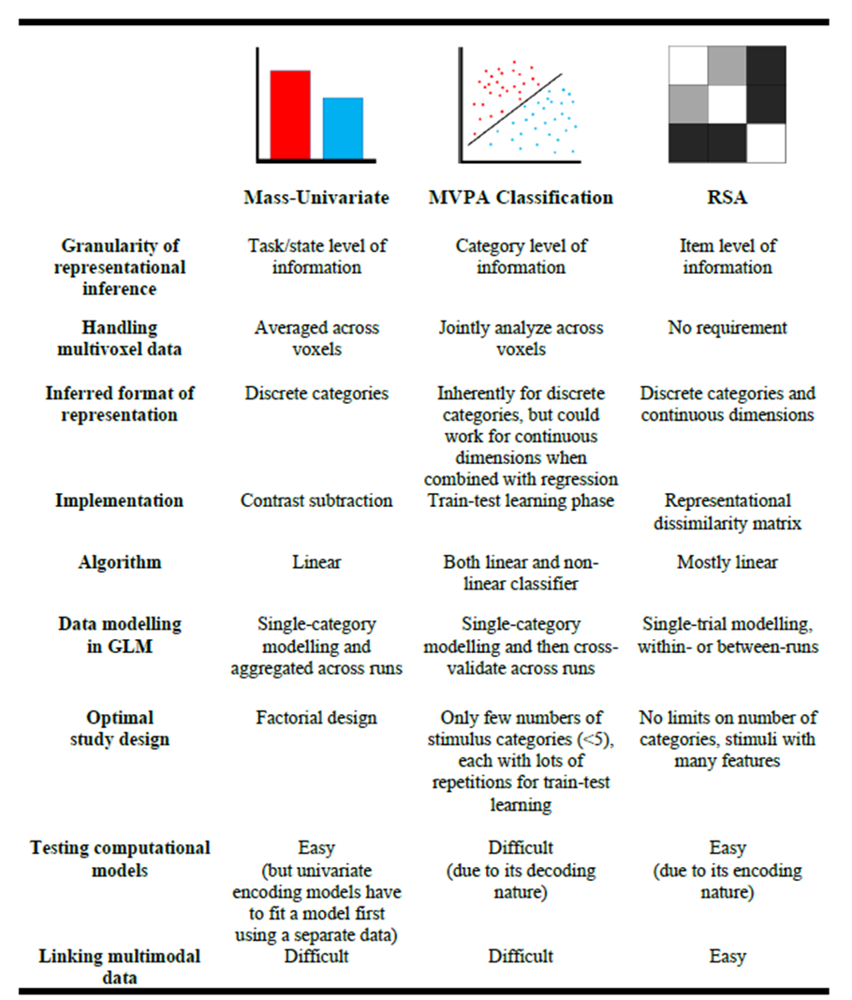 Mass-Univariate
MVPA Classification
RSA
Granularity of
representational
inference
Task/state level of
information
Category level of
information
Item level of
information
Handling
multivoxel data
Averaged across
voxels
Jointly analyze across
voxels
No requirement
Inferred format of
representation
Discrete categories
Inherently for discrete
categories, but could
work for continuous
dimensions when
combined with regression
Discrete categories and
continuous dimensions
Implementation
Contrast subtraction
Train-test learning phase
Representational
dissimilarity matrix
Algorithm
Linear
Both linear and non-
linear classifier
Mostly linear
Data modelling
in GLM
Single-category
modelling and
aggregated across runs
Single-category
modelling and then cross-
validate across runs
Single-trial modelling,
within- or between-runs
Optimal
study design
Factorial design
Only few numbers of
stimulus categories (<5),
each with lots of
repetitions for train-test
learning
No limits on number of
categories, stimuli with
many features
Testing computational
models
Easy
(but univariate
encoding models have
to fit a model first
using a separate data)
Difficult
(due to its decoding
nature)
Easy
(due to its encoding
nature)
Linking multimodal
data
Difficult
Difficult
Easy